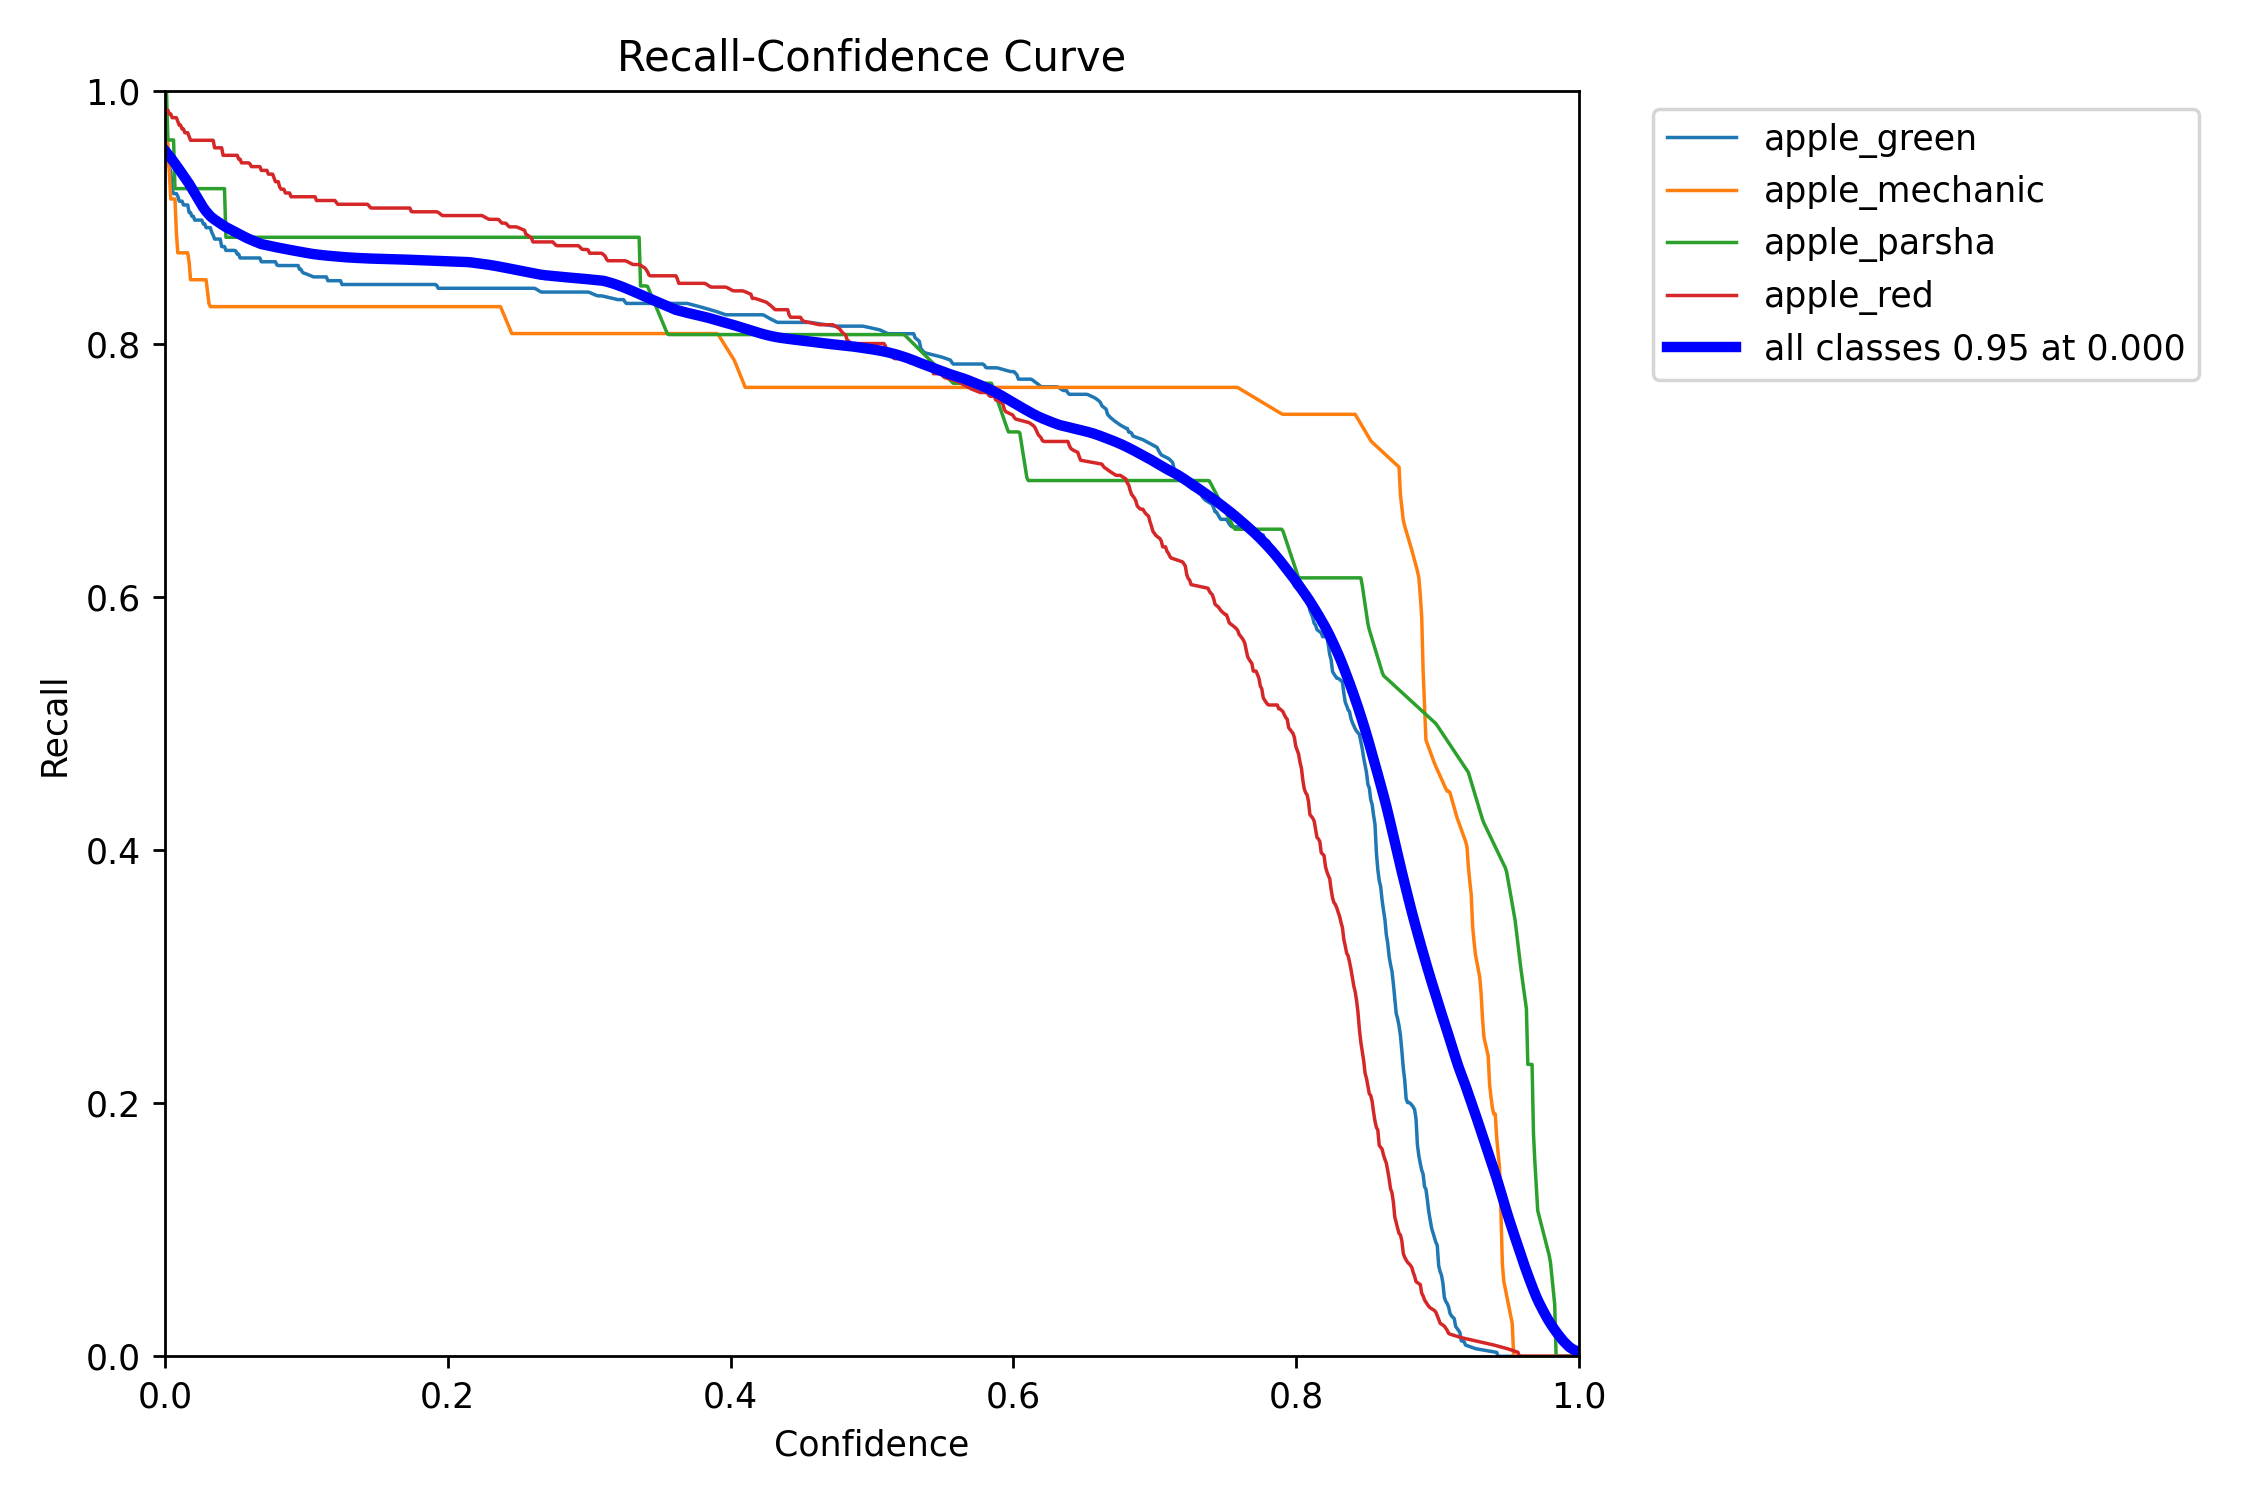 Recall-Confidence Curve
1.0
0.8
0.6
0.4
0.2
0.0
Recall
0.0 0.2 0.4 0.6 0.8 1.0
Confidence
apple_green
apple_mechanic
apple_parsha
apple_red
all classes 0.95 at 0.000